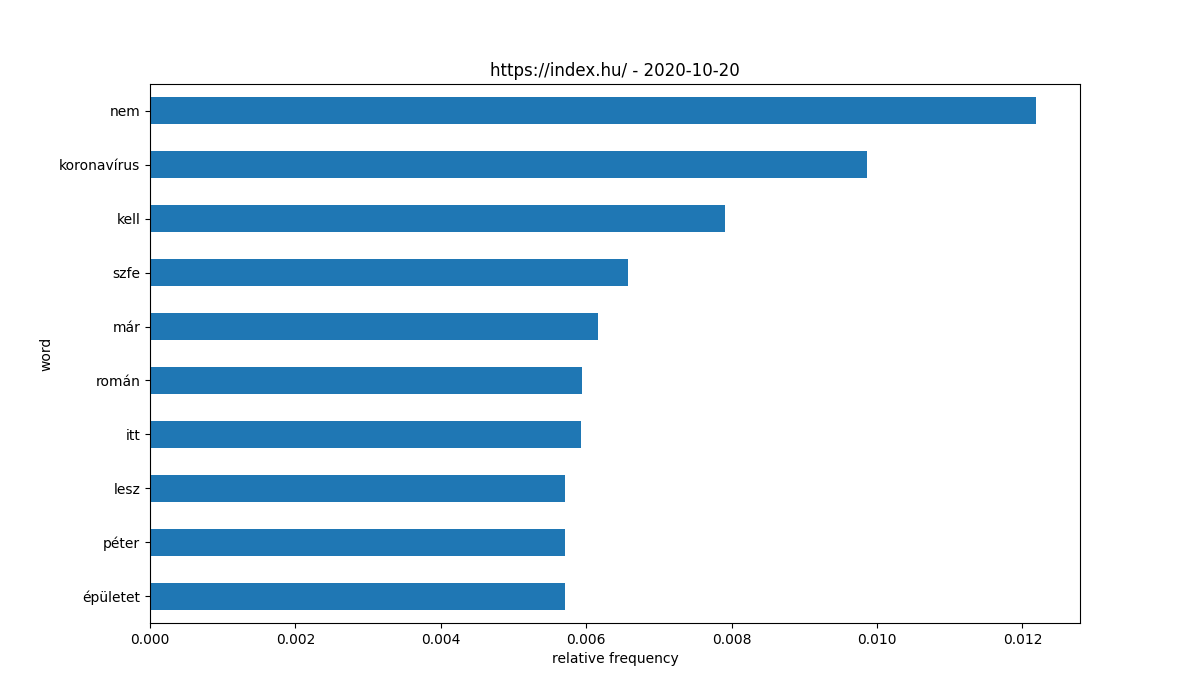 https://index.hu/ - 2020-10-20
word
nem
koronavírus
kell
szfe
már
román
itt
lesz
péter
épületet
0.000 0.002 0.004 0.006 0.008 0.010 0.012
relative frequency